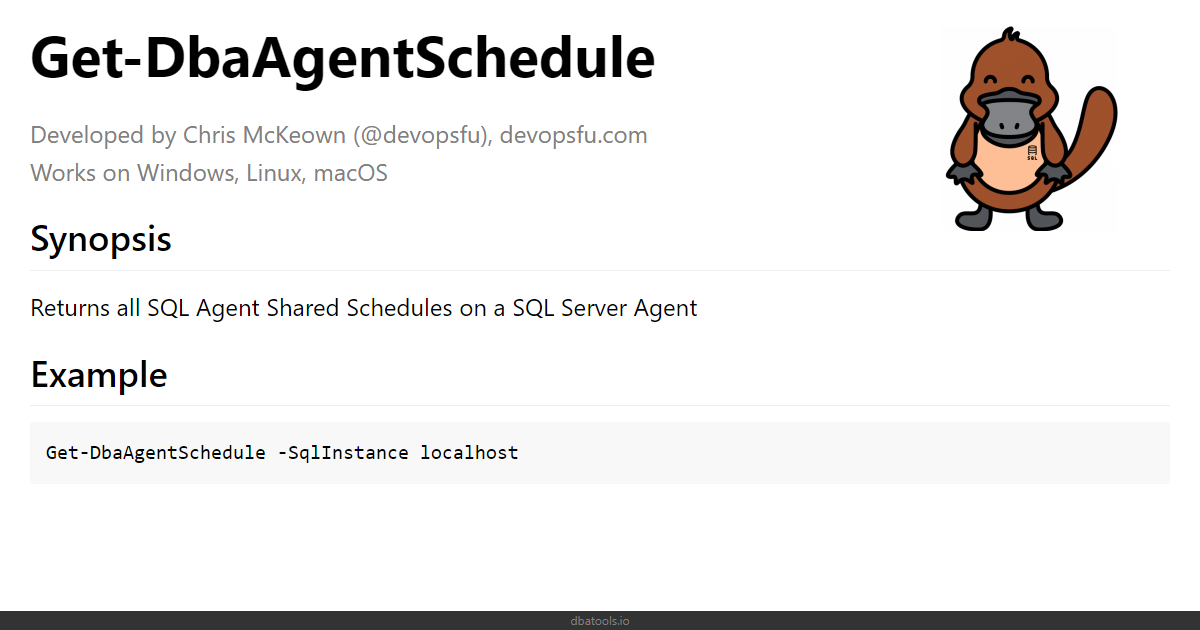 Get-DbaAgentSchedule
Developed by Chris McKeown (@devopsfu), devopsfu.com
Works on Windows, Linux, macOS
SQL
Synopsis
Returns all SQL Agent Shared Schedules on a SQL Server Agent
Example
Get-DbaAgentSchedule -SqlInstance localhost
dbatools.io